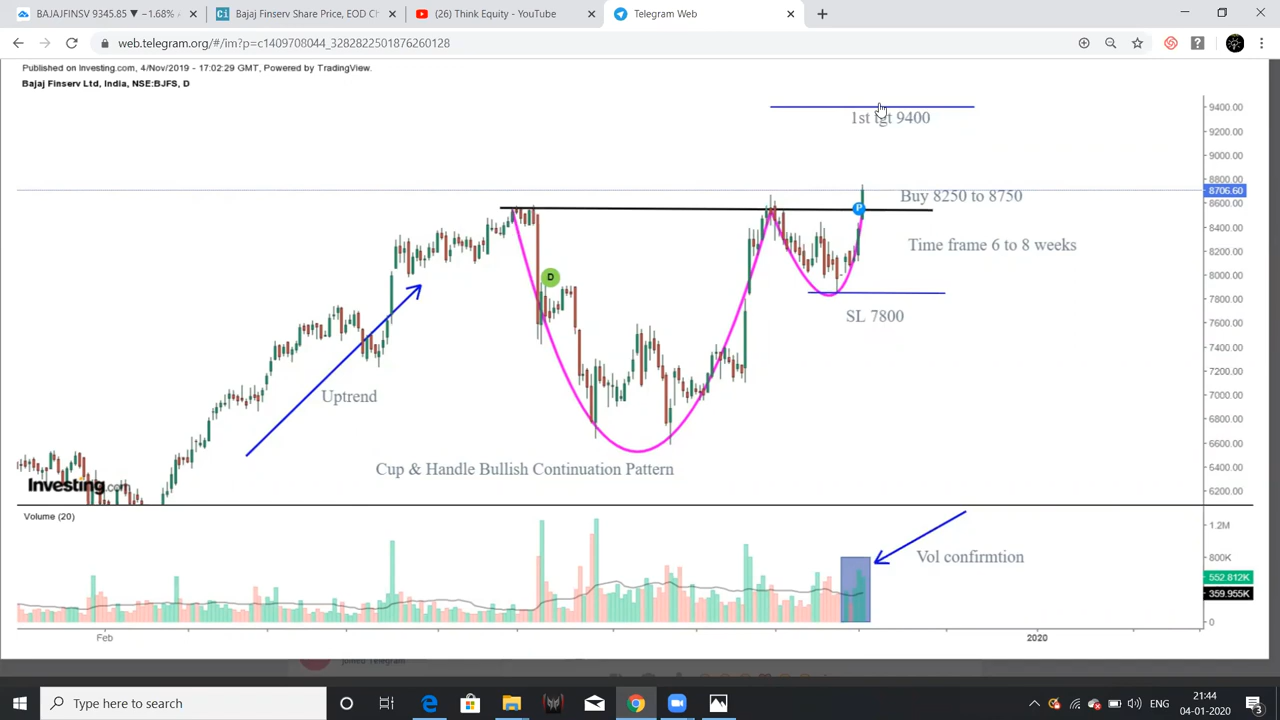 BAJAJFINSV 9345.85 ▼ −1.68%
Bajaj Finserv Share Price, EOD C
(26) Think Equity - YouTube
Telegram Web
web.telegram.org/#/im?p=c1409708044_3282822501876260128
Published on Investing.com, 4/Nov/2019 - 17:02:29 GMT, Powered by TradingView.
Bajaj Finserv Ltd, India, NSE:BJFS, D
1st tgt 9400
Buy 8250 to 8750
Time frame 6 to 8 weeks
SL 7800
P
D
Uptrend
Cup & Handle Bullish Continuation Pattern
Investing.com
9400.00
9200.00
9000.00
8800.00
8706.60
8600.00
8400.00
8200.00
8000.00
7800.00
7600.00
7400.00
7200.00
7000.00
6800.00
6600.00
6400.00
6200.00
Volume (20)
Vol confirmtion
1.2M
800K
552.812K
359.955K
0
Feb
2020
joined Telegram
Type here to search
ENG
21:44
04-01-2020
3